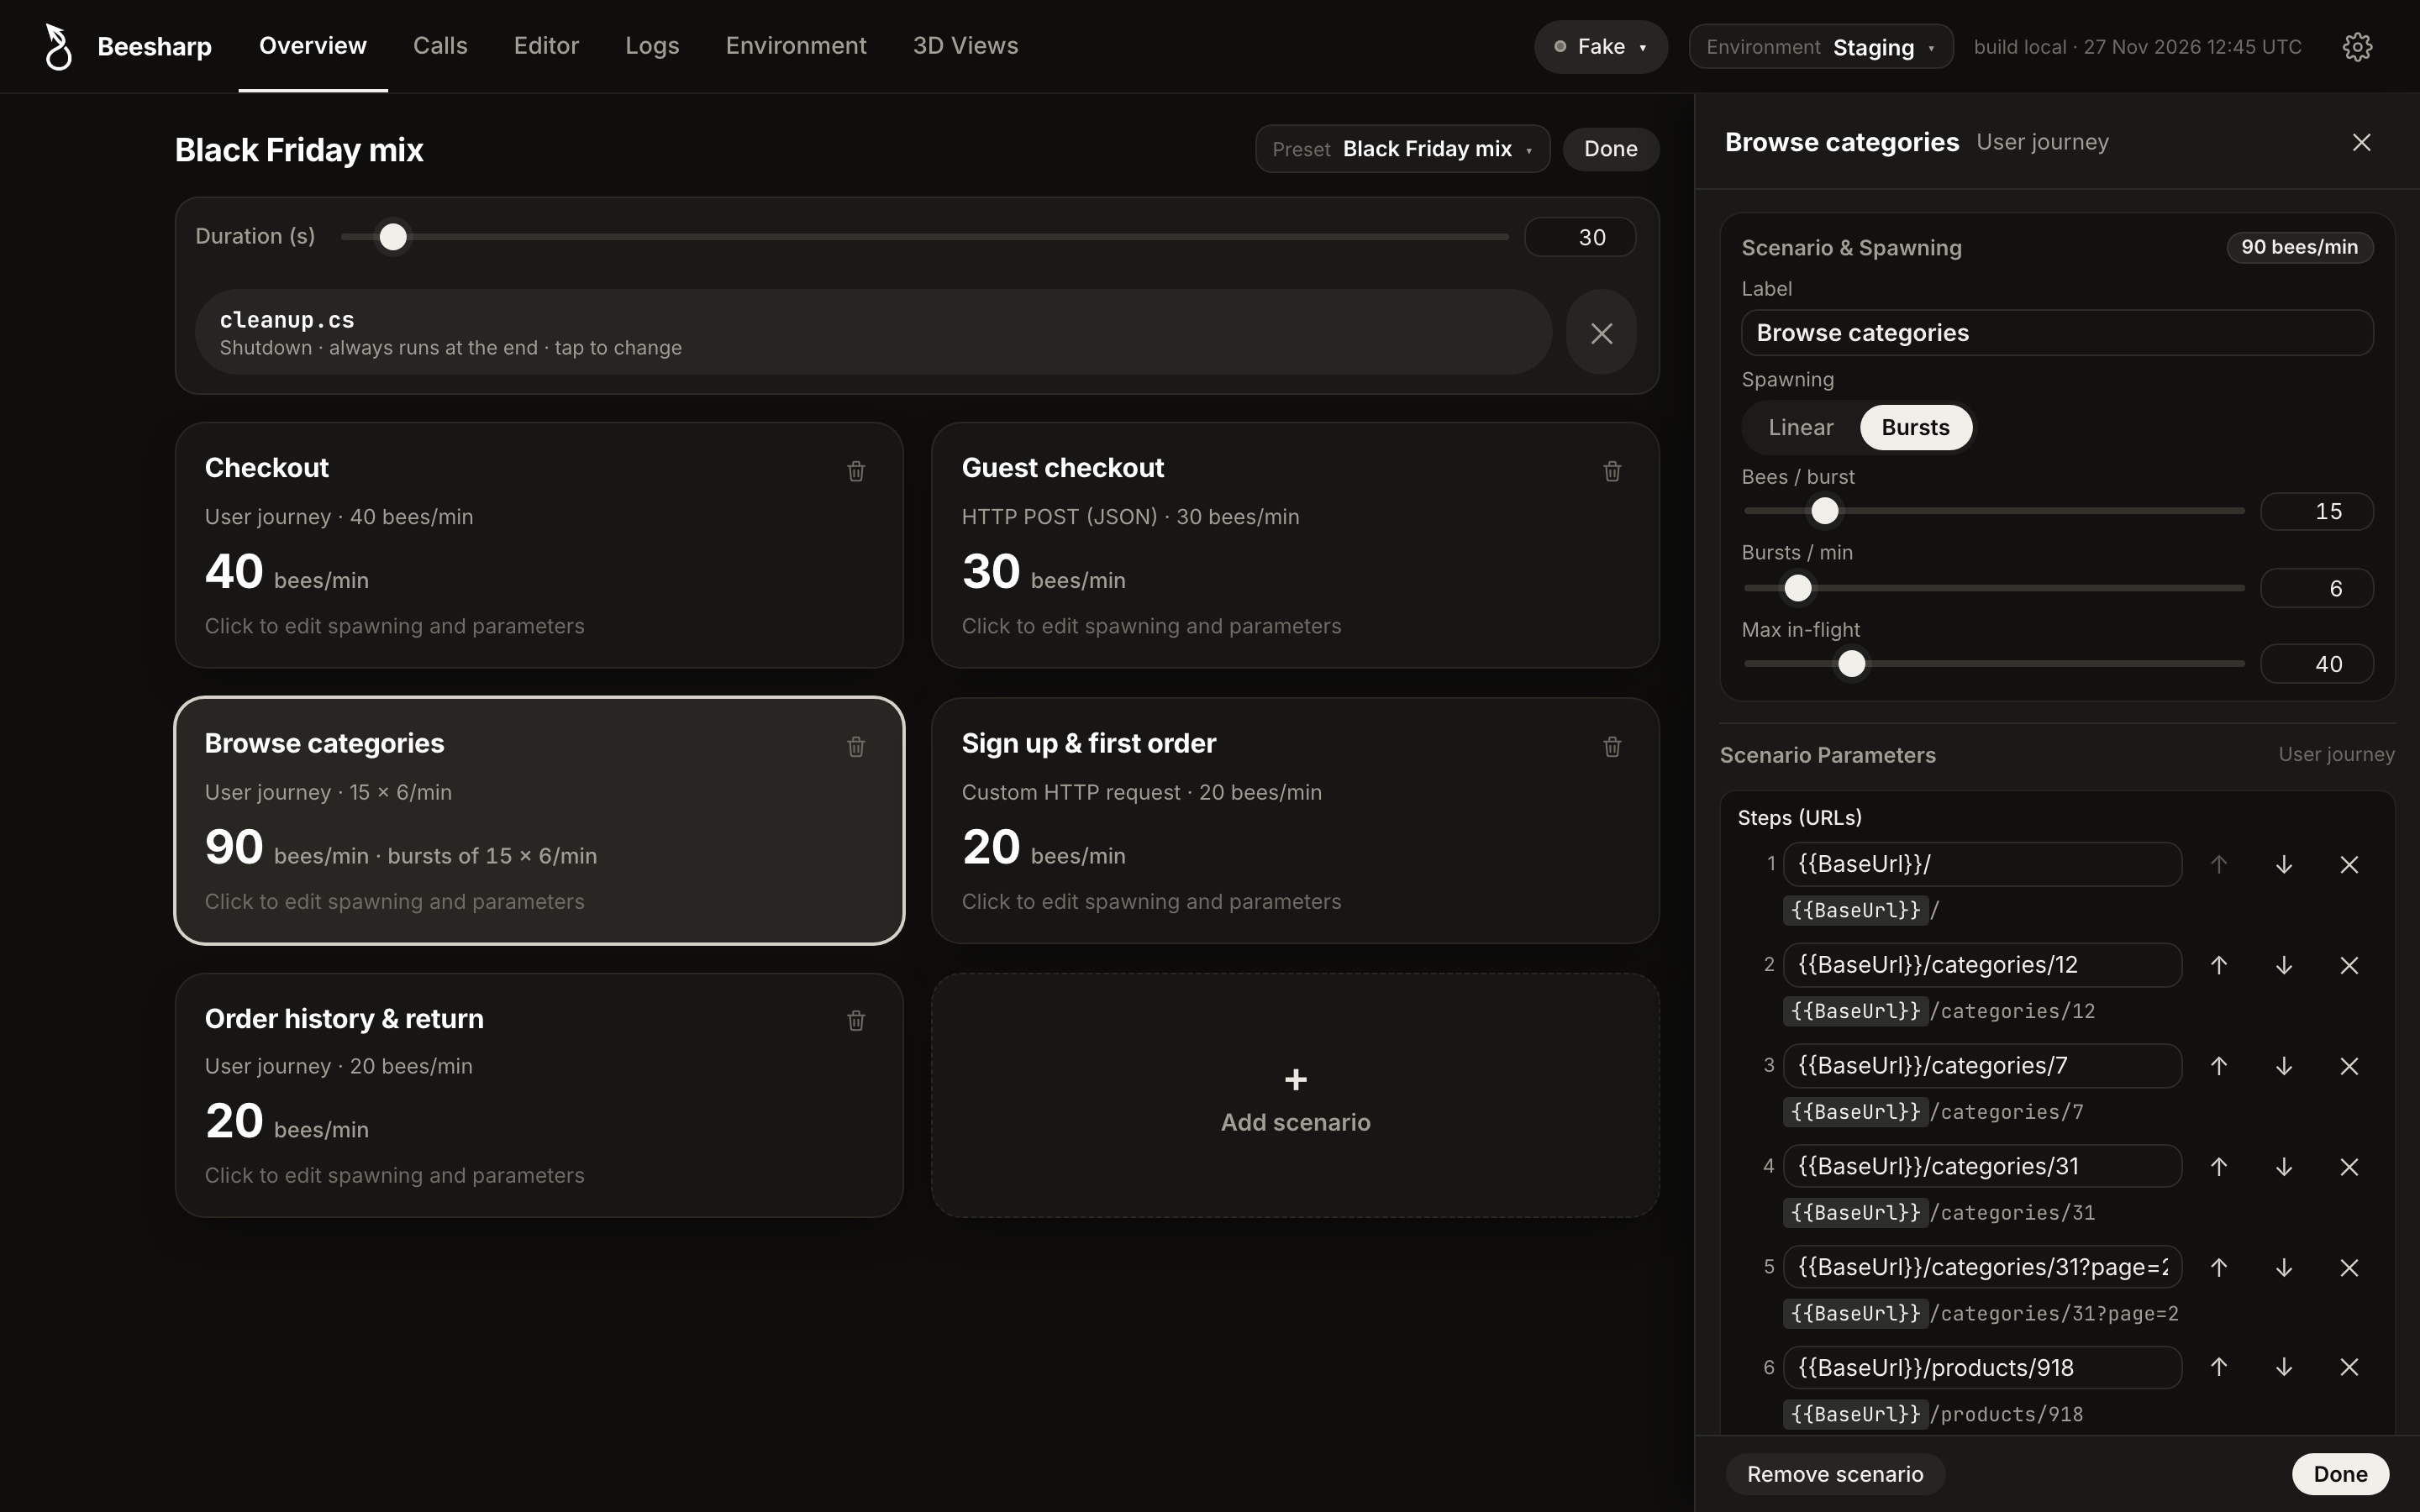 Beesharp
Overview
Calls
Editor
Logs
Environment
3D Views
Fake
Environment Staging
build local · 27 Nov 2026 12:45 UTC
Black Friday mix
Preset Black Friday mix
Done
Duration (s)
30
cleanup.cs
Shutdown · always runs at the end · tap to change
Checkout
User journey · 40 bees/min
40 bees/min
Click to edit spawning and parameters
Guest checkout
HTTP POST (JSON) · 30 bees/min
30 bees/min
Click to edit spawning and parameters
Browse categories
User journey · 15 × 6/min
90 bees/min · bursts of 15 × 6/min
Click to edit spawning and parameters
Sign up & first order
Custom HTTP request · 20 bees/min
20 bees/min
Click to edit spawning and parameters
Order history & return
User journey · 20 bees/min
20 bees/min
Click to edit spawning and parameters
+
Add scenario
Browse categories User journey
Scenario & Spawning
90 bees/min
Label
Browse categories
Spawning
Linear
Bursts
Bees / burst
15
Bursts / min
6
Max in-flight
40
Scenario Parameters
User journey
Steps (URLs)
1 {{BaseUrl}}/
{{BaseUrl}}/
2 {{BaseUrl}}/categories/12
{{BaseUrl}}/categories/12
3 {{BaseUrl}}/categories/7
{{BaseUrl}}/categories/7
4 {{BaseUrl}}/categories/31
{{BaseUrl}}/categories/31
5 {{BaseUrl}}/categories/31?page=2
{{BaseUrl}}/categories/31?page=2
6 {{BaseUrl}}/products/918
{{BaseUrl}}/products/918
Remove scenario
Done